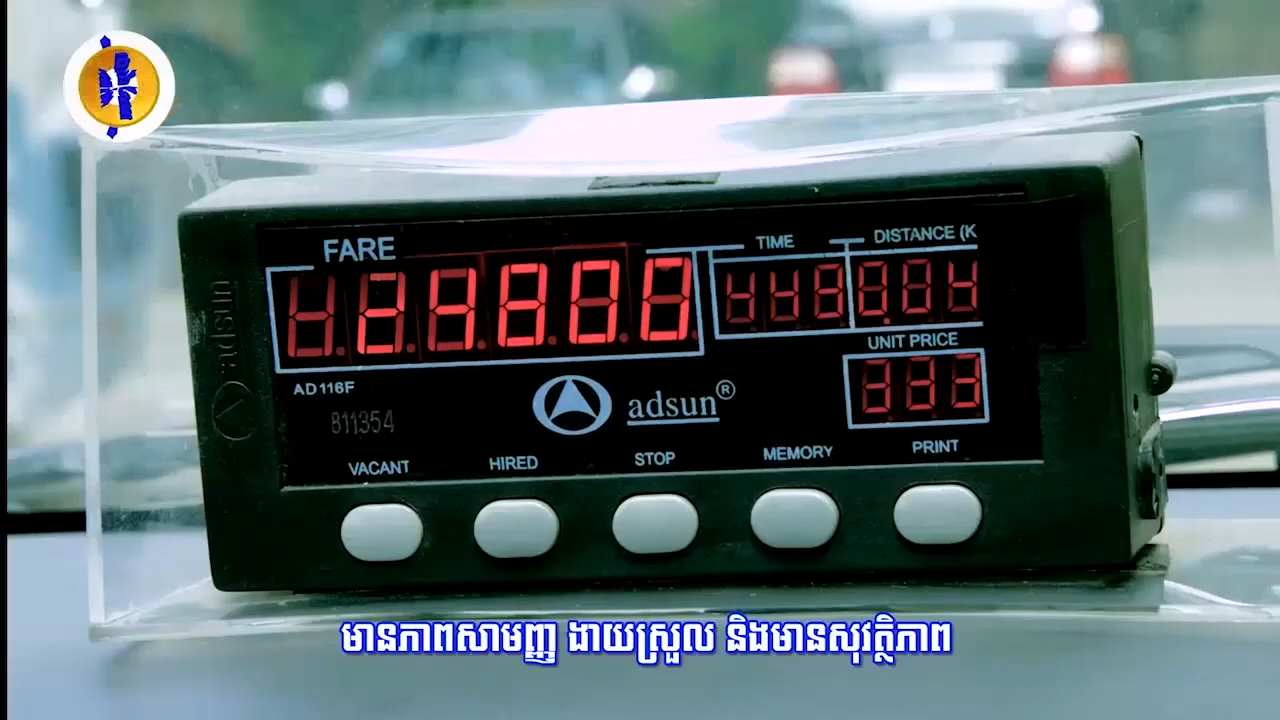 FARE
TIME
DISTANCE (K
UNIT PRICE
adsun
AD116F
811354
adsun®
VACANT
HIRED
STOP
MEMORY
PRINT
មានភាពសាមញ្ញ ងាយស្រួល និងមានសុវត្ថិភាព